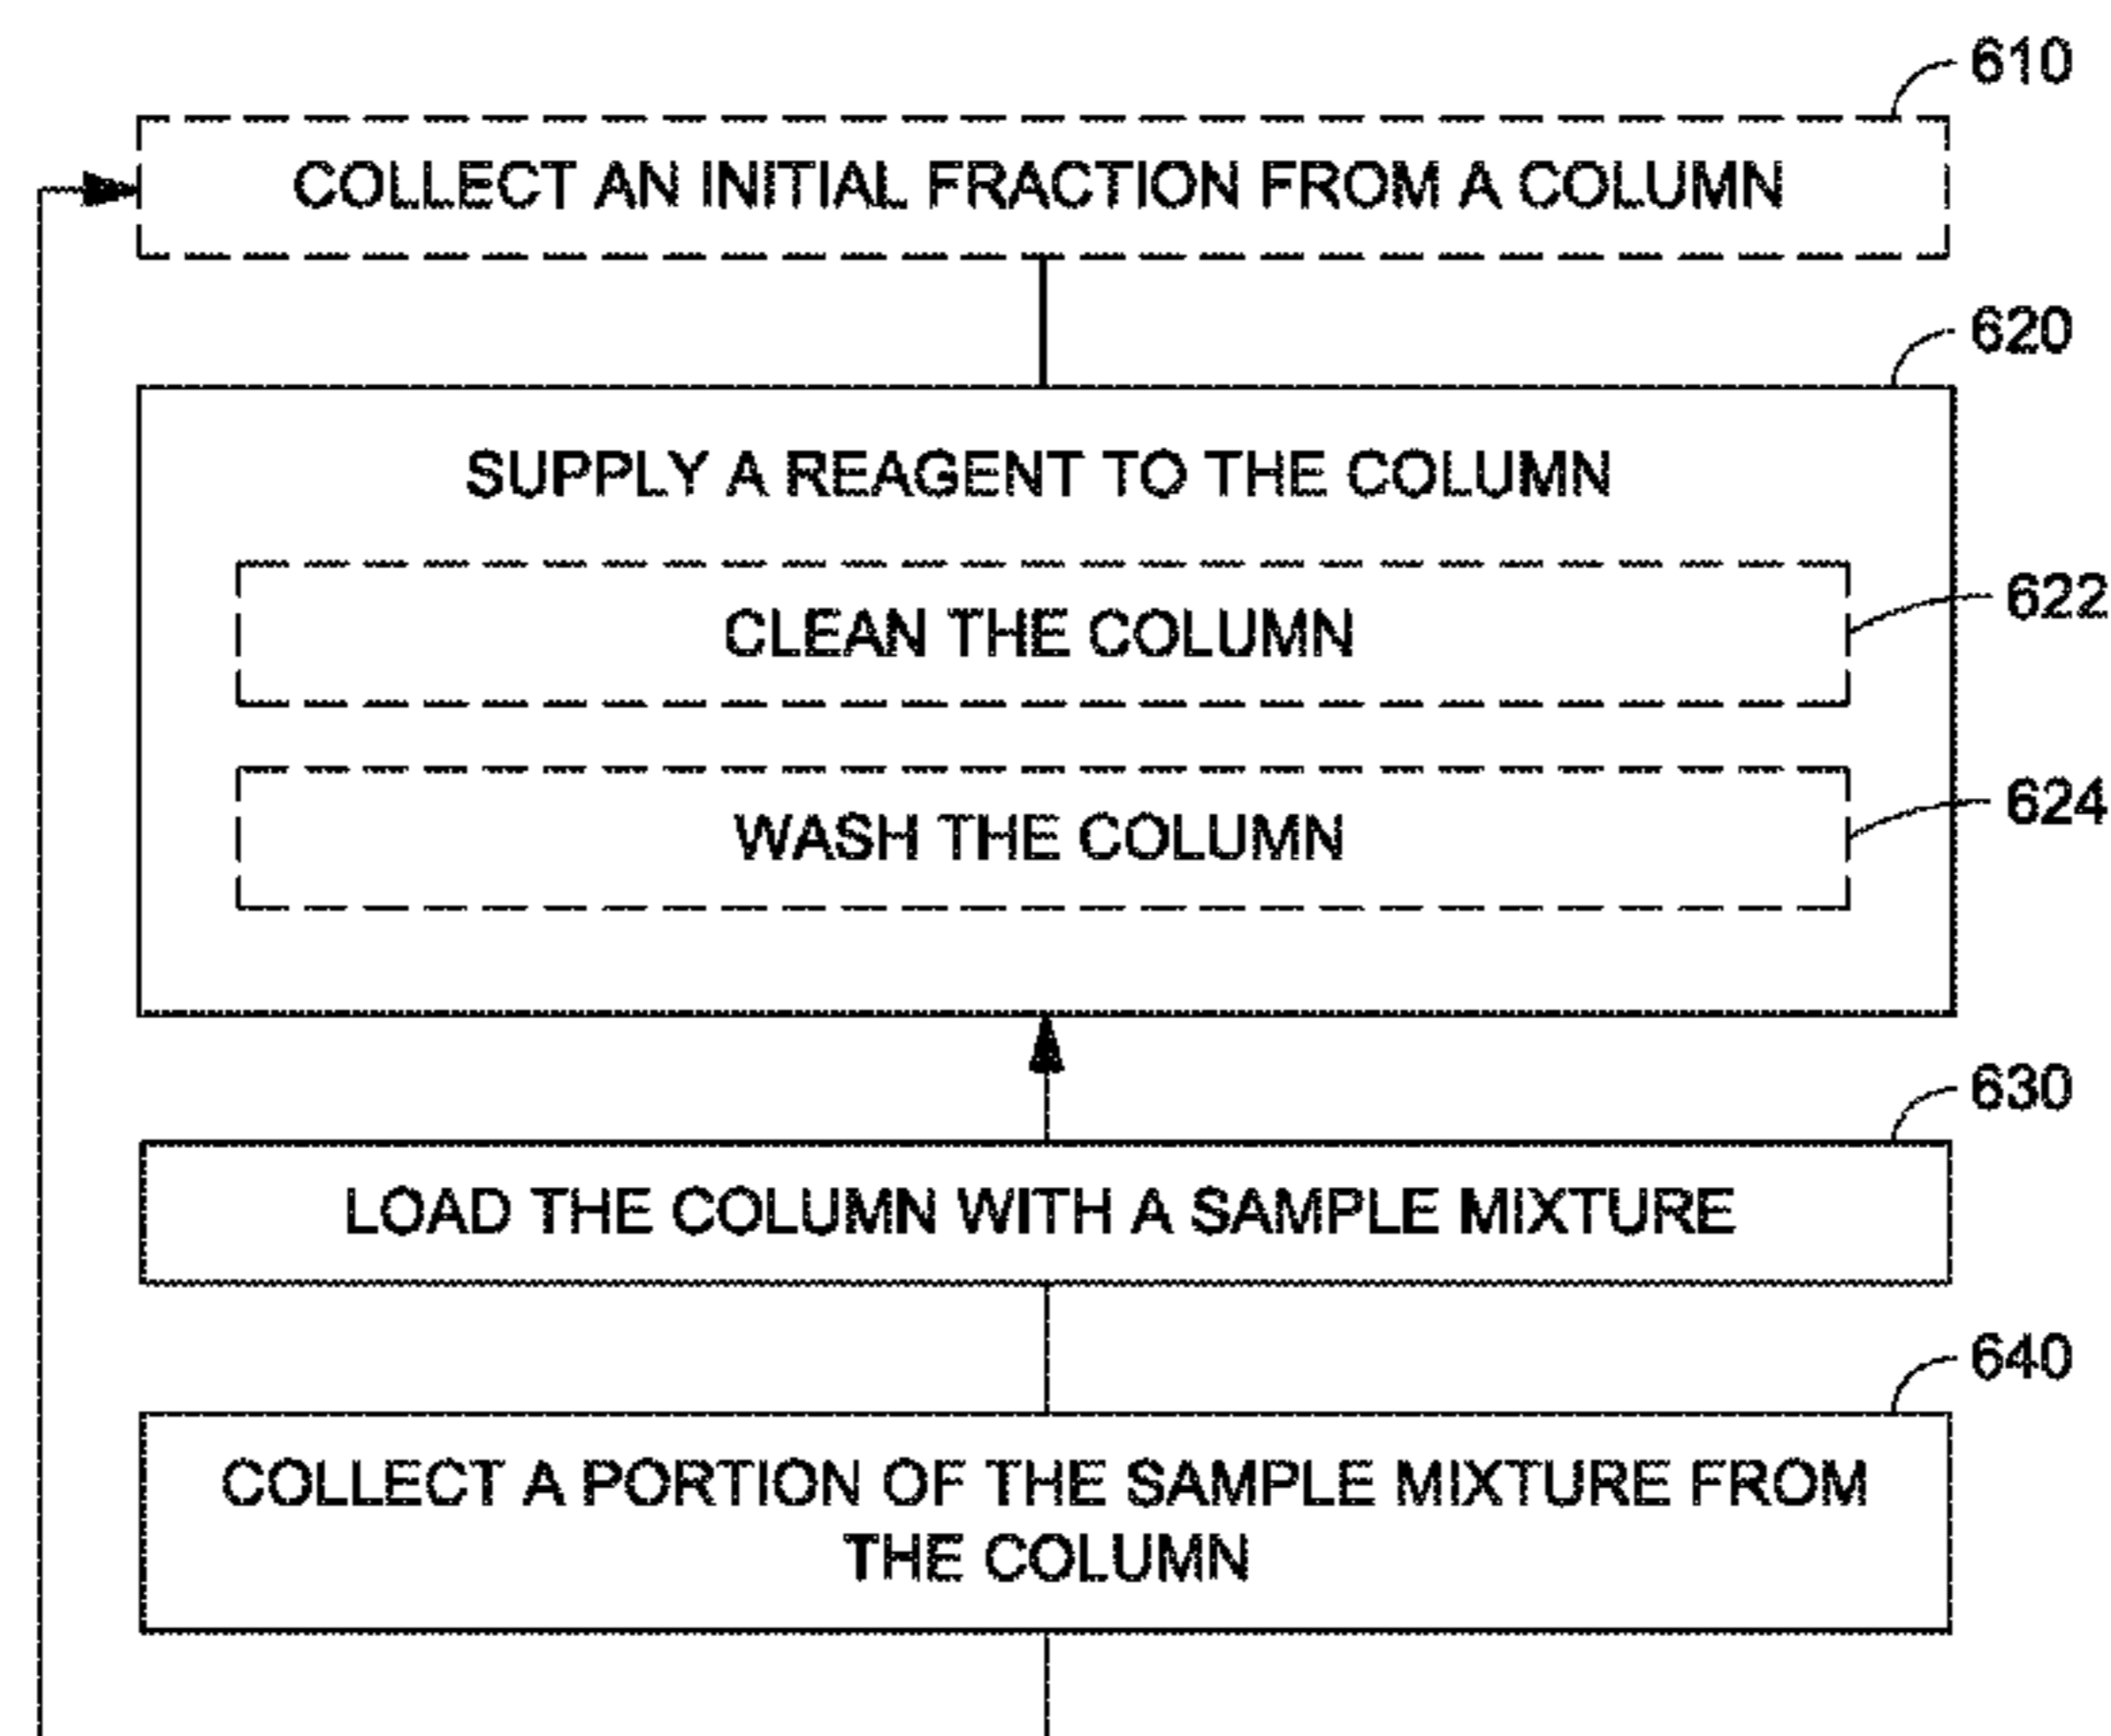 610
COLLECT AN INITIAL FRACTION FROM A COLUMN
620
SUPPLY A REAGENT TO THE COLUMN
622
CLEAN THE COLUMN
624
WASH THE COLUMN
630
LOAD THE COLUMN WITH A SAMPLE MIXTURE
640
COLLECT A PORTION OF THE SAMPLE MIXTURE FROM
THE COLUMN